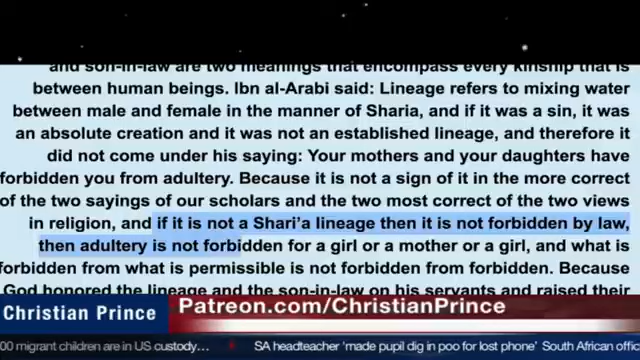 and son-in-law are two meanings that encompass every kinship that is
between human beings. Ibn al-Arabi said: Lineage refers to mixing water
between male and female in the manner of Sharia, and if it was a sin, it was
an absolute creation and it was not an established lineage, and therefore it
did not come under his saying: Your mothers and your daughters have
forbidden you from adultery. Because it is not a sign of it in the more correct
of the two sayings of our scholars and the two most correct of the two views
in religion, and if it is not a Shari'a lineage then it is not forbidden by law,
then adultery is not forbidden for a girl or a mother or a girl, and what is
forbidden from what is permissible is not forbidden from forbidden. Because
God honored the lineage and the son-in-law on his servants and raised their
Christian Prince
Patreon.com/ChristianPrince
00 migrant children are in US custody... SA headteacher 'made pupil dig in poo for lost phone' South African offic